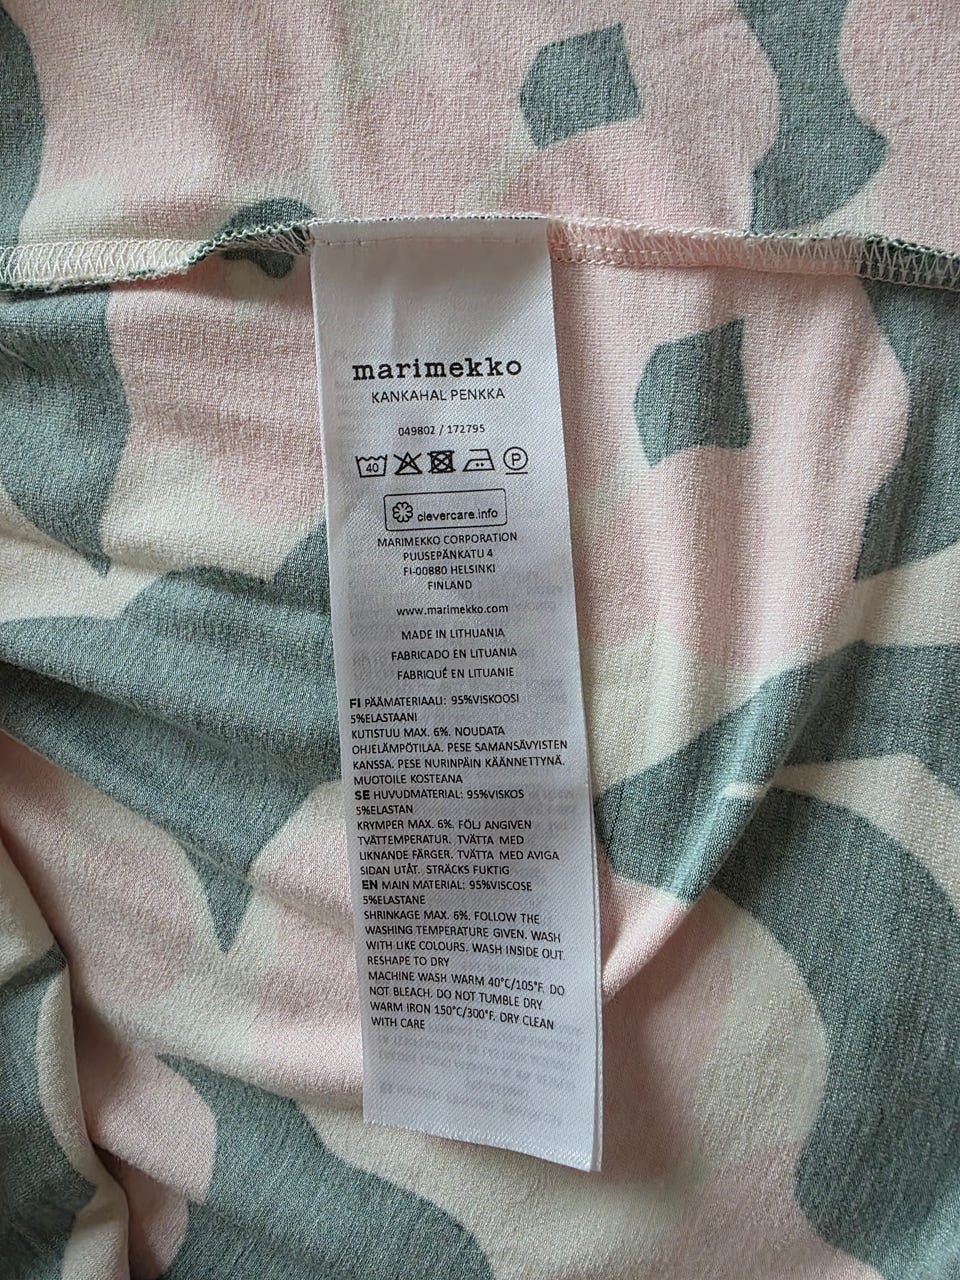 marimekko
KANKAHAL PENKKA
049802 / 172795
40 P
clevercare.info
MARIMEKKO CORPORATION
PUUSEPÄNKATU 4
FI-00880 HELSINKI
FINLAND
www.marimekko.com
MADE IN LITHUANIA
FABRICADO EN LITUANIA
FABRIQUÉ EN LITUANIE
FI PÄÄMATERIAALI: 95%VISKOOSI
5%ELASTAANI
KUTISTUU MAX. 6%. NOUDATA
OHJELÄMPÖTILAA. PESE SAMANSÄVYISTEN
KANSSA. PESE NURINPÄIN KÄÄNNETTYNÄ.
MUOTOILE KOSTEANA
SE HUVUDMATERIAL: 95%VISKOS
5%ELASTAN
KRYMPER MAX. 6%. FÖLJ ANGIVEN
TVÄTTEMPERATUR. TVÄTTA MED
LIKNANDE FÄRGER. TVÄTTA MED AVIGA
SIDAN UTÅT. STRÄCKS FUKTIG
EN MAIN MATERIAL: 95%VISCOSE
5%ELASTANE
SHRINKAGE MAX. 6%. FOLLOW THE
WASHING TEMPERATURE GIVEN. WASH
WITH LIKE COLOURS. WASH INSIDE OUT.
RESHAPE TO DRY
MACHINE WASH WARM 40°C/105°F. DO
NOT BLEACH. DO NOT TUMBLE DRY.
WARM IRON 150°C/300°F. DRY CLEAN
WITH CARE